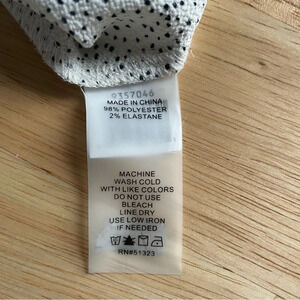 9357046
MADE IN CHINA
98% POLYESTER
2% ELASTANE
MACHINE
WASH COLD
WITH LIKE COLORS
DO NOT USE
BLEACH
LINE DRY
USE LOW IRON
IF NEEDED
RN#51323